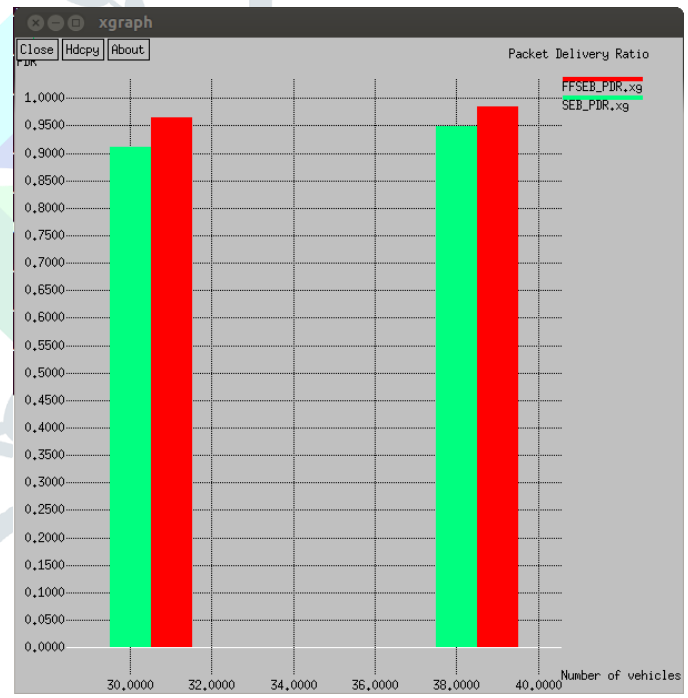 xgraph
Close Hdcpy About
PDR
Packet Delivery Ratio
FFSEB_PDR.xg
SEB_PDR.xg
1.0000
0.9500
0.9000
0.8500
0.8000
0.7500
0.7000
0.6500
0.6000
0.5500
0.5000
0.4500
0.4000
0.3500
0.3000
0.2500
0.2000
0.1500
0.1000
0.0500
0.0000
30.0000 32.0000 34.0000 36.0000 38.0000 40.0000
Number of vehicles